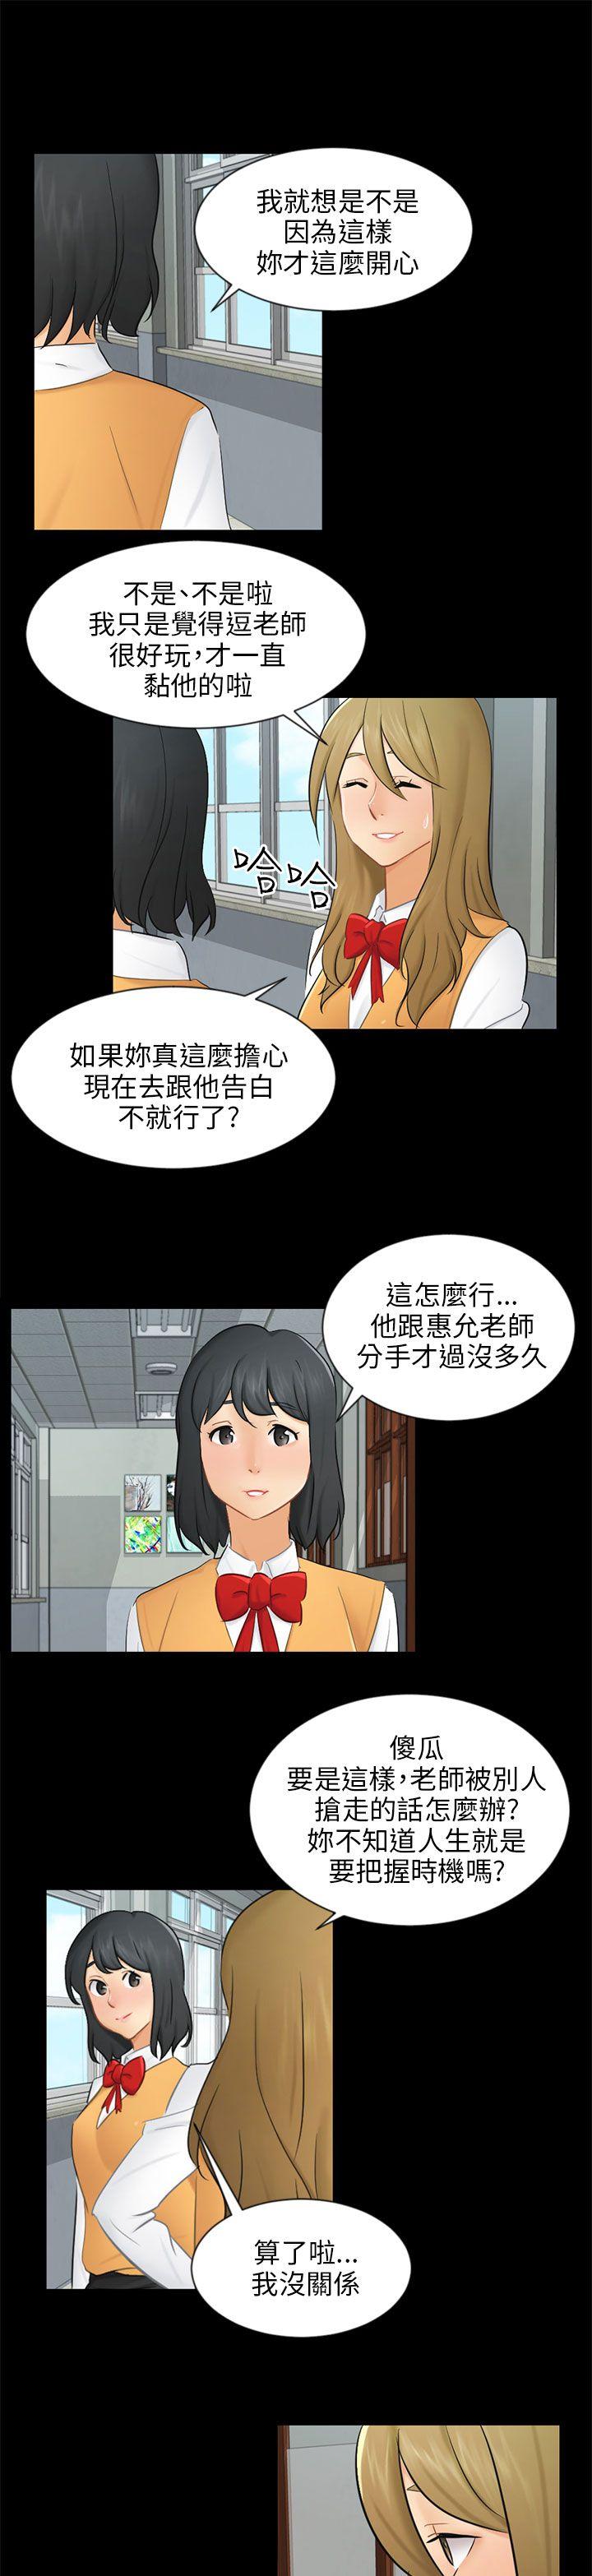 我就想是不是
因為這樣
妳才這麼開心
不是、不是啦
我只是覺得逗老師
很好玩,才一直
黏他的啦
哈哈
如果妳真這麼擔心
現在去跟他告白
不就行了?
這怎麼行...
他跟惠允老師
分手才過沒多久
傻瓜
要是這樣,老師被別人
搶走的話怎麼辦?
妳不知道人生就是
要把握時機嗎?
算了啦...
我沒關係